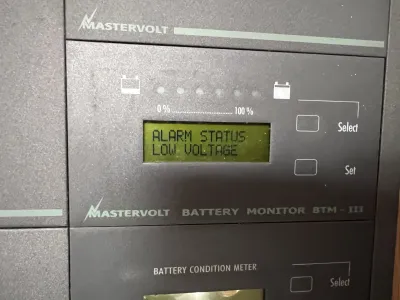 MASTERVOLT
0 %
100 %
ALARM STATUS
LOW VOLTAGE
Select
Set
MASTERVOLT BATTERY MONITOR BTM - III
BATTERY CONDITION METER
Select